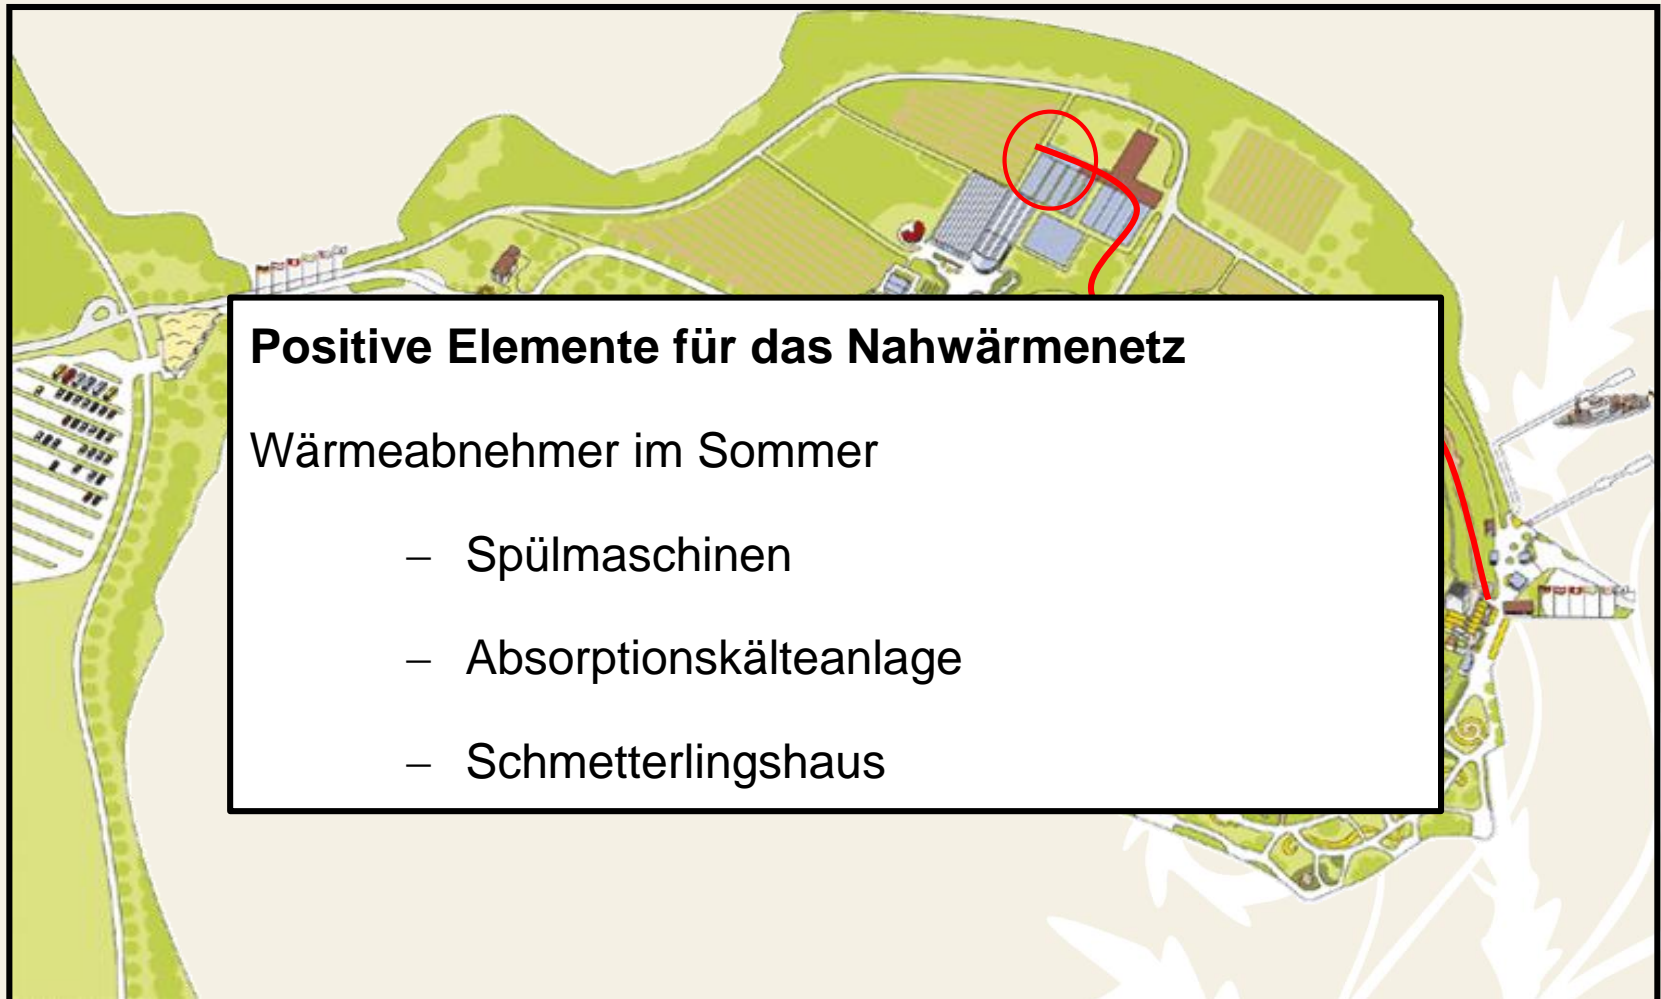 Positive Elemente für das Nahwärmenetz
Wärmeabnehmer im Sommer
– Spülmaschinen
– Absorptionskälteanlage
– Schmetterlingshaus